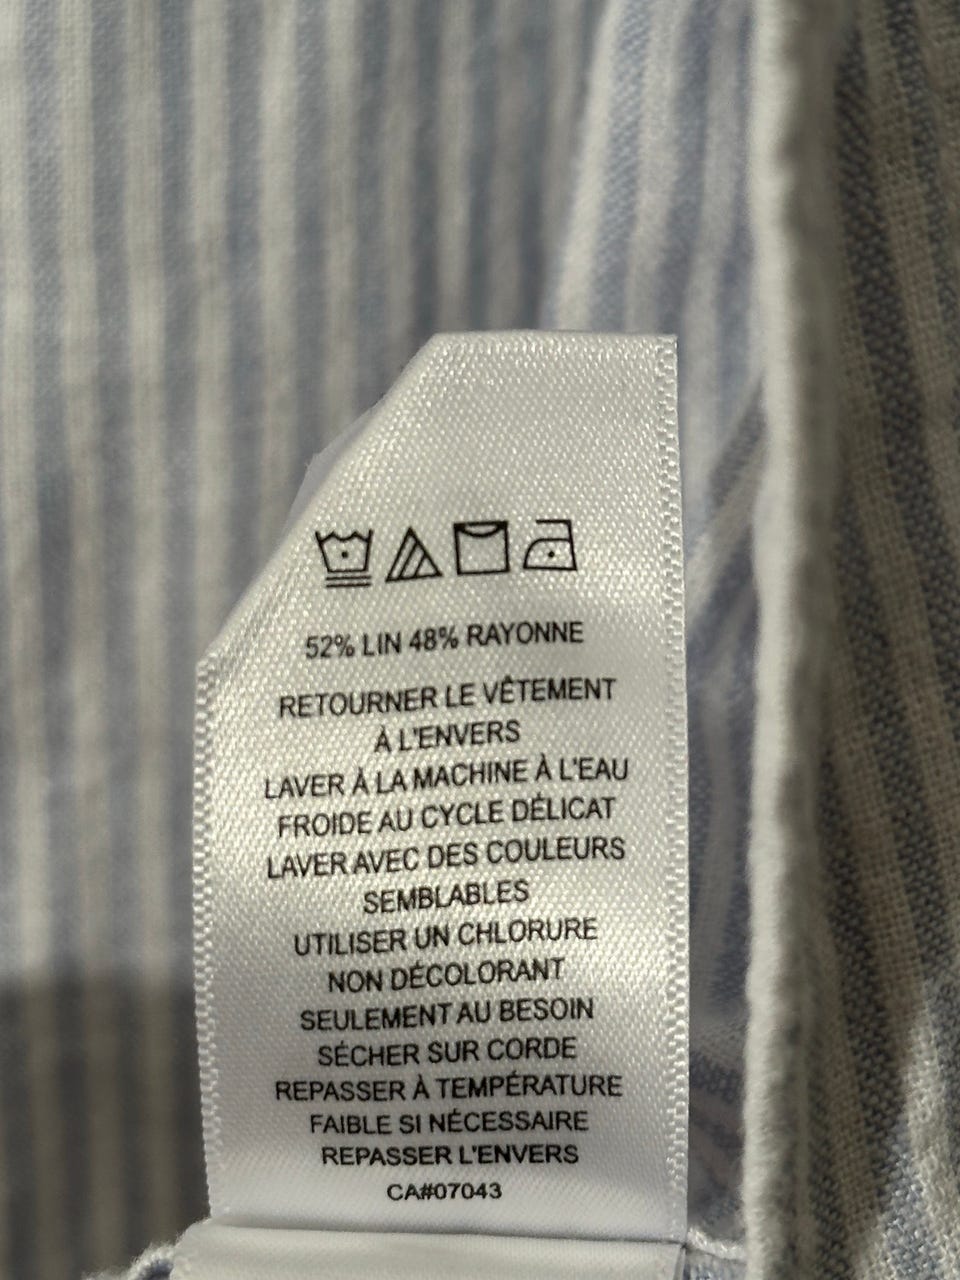 52% LIN 48% RAYONNE
RETOURNER LE VÊTEMENT
À L'ENVERS
LAVER À LA MACHINE À L'EAU
FROIDE AU CYCLE DÉLICAT
LAVER AVEC DES COULEURS
SEMBLABLES
UTILISER UN CHLORURE
NON DÉCOLORANT
SEULEMENT AU BESOIN
SÉCHER SUR CORDE
REPASSER À TEMPÉRATURE
FAIBLE SI NÉCESSAIRE
REPASSER L'ENVERS
CA#07043